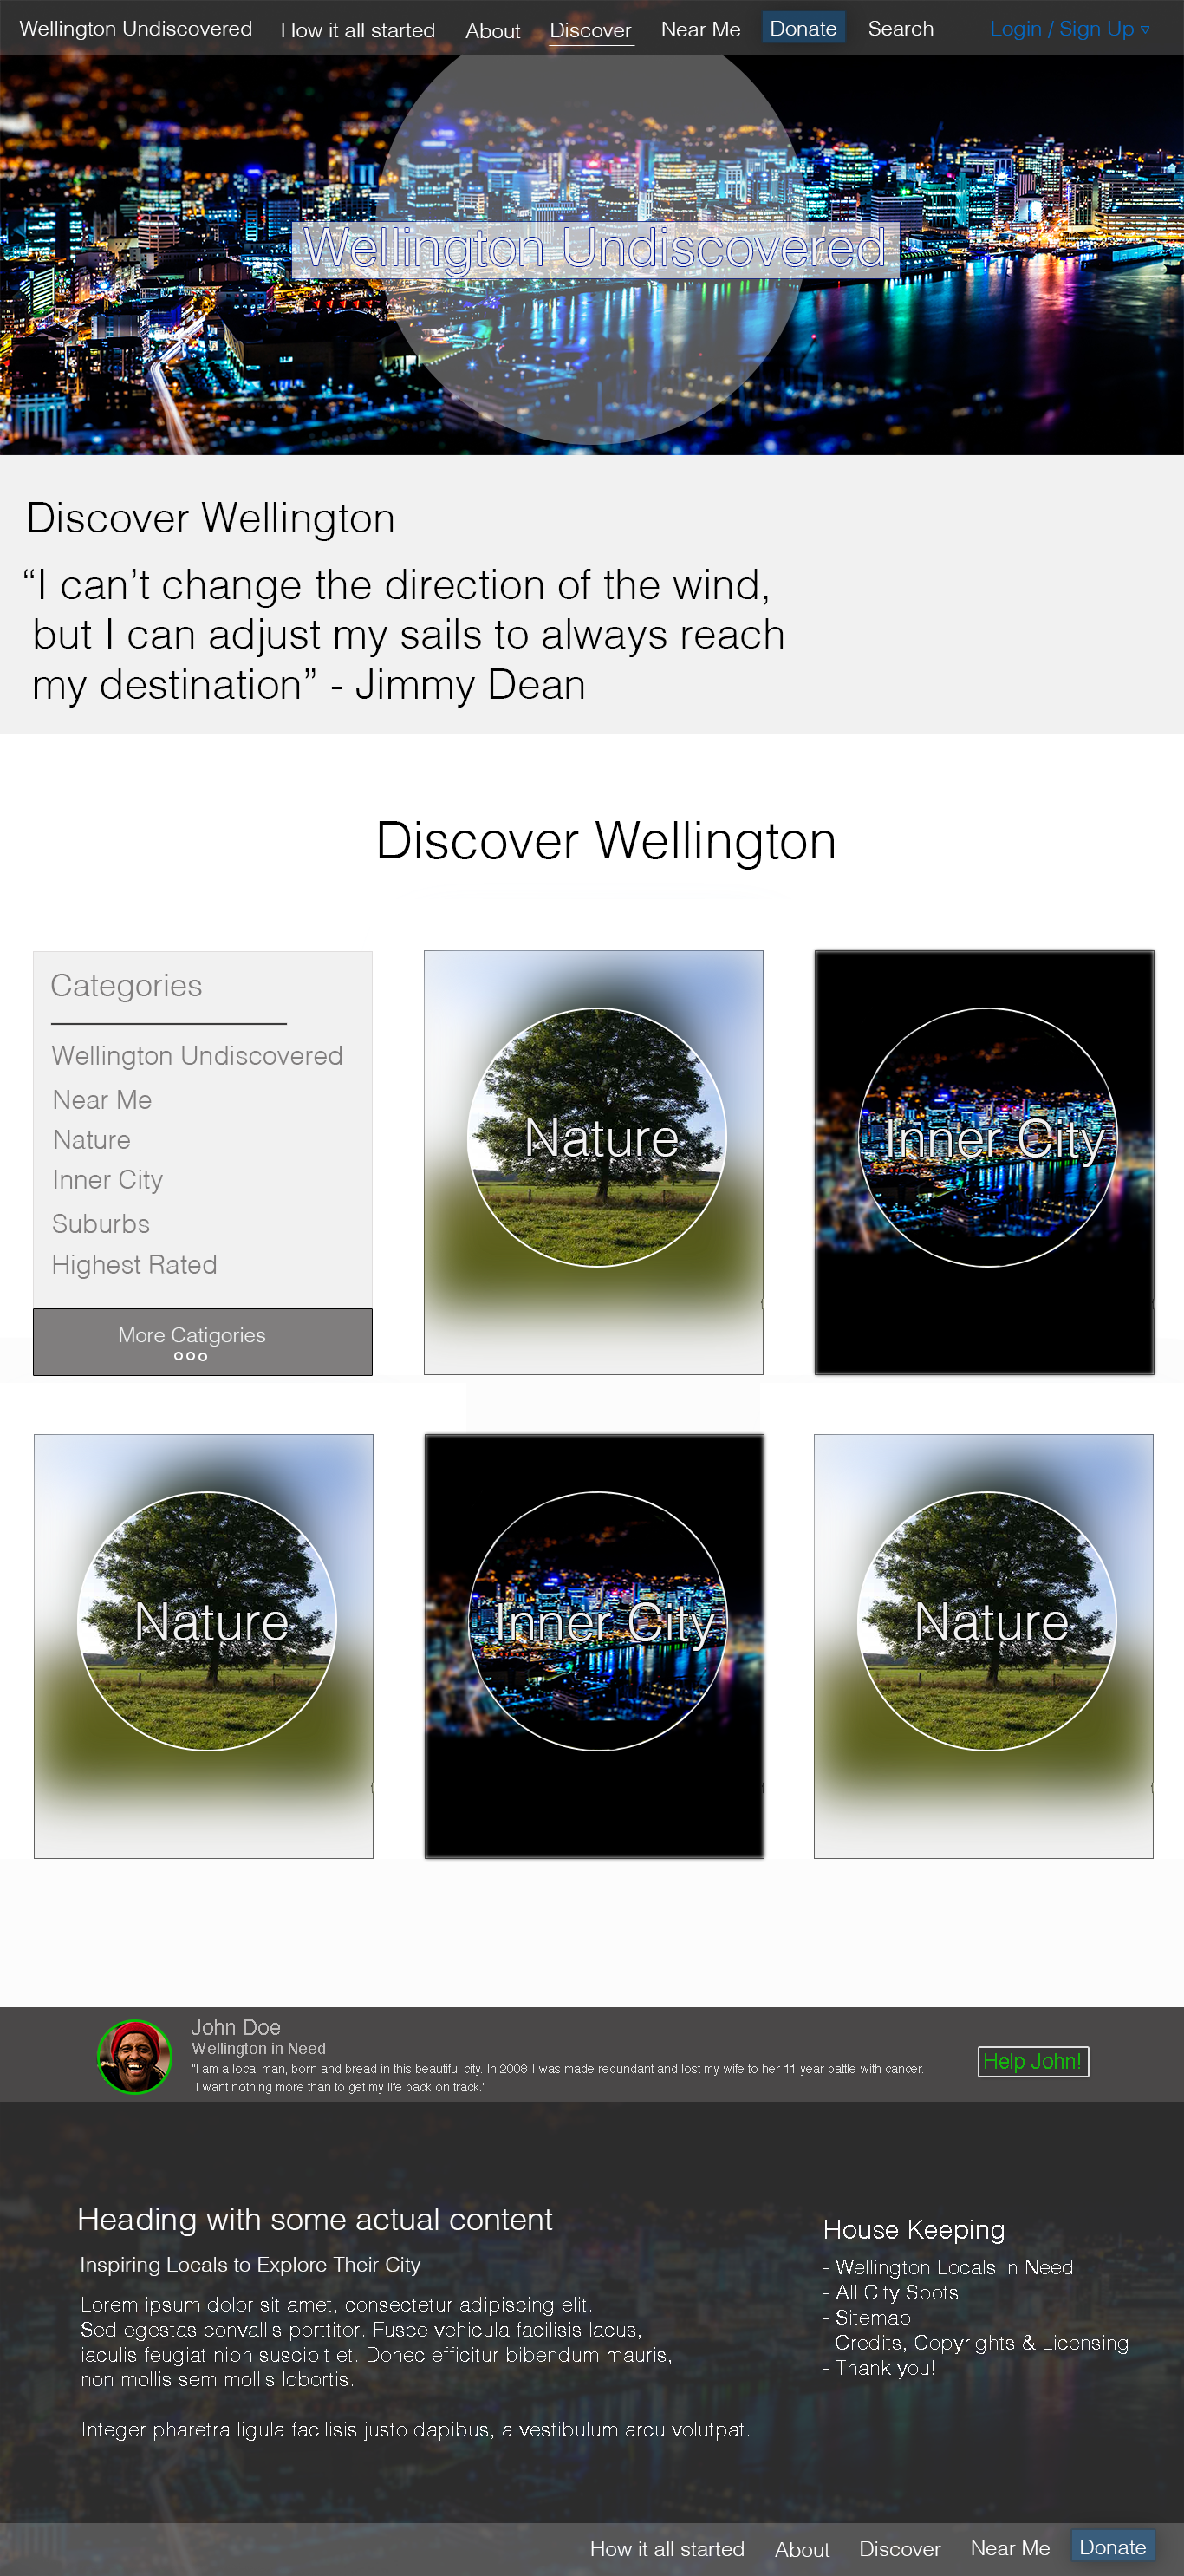 Wellington Undiscovered How it all started About Discover Near Me Donate Search Login / Sign Up
Wellington Undiscovered
Discover Wellington
“I can’t change the direction of the wind,
but I can adjust my sails to always reach
my destination” - Jimmy Dean
Discover Wellington
Categories
Wellington Undiscovered
Near Me
Nature
Inner City
Suburbs
Highest Rated
More Catigories
Nature
Inner City
Nature
Inner City
Nature
John Doe
Wellington in Need
"I am a local man, born and bread in this beautiful city. In 2008 I was made redundant and lost my wife to her 11 year battle with cancer.
I want nothing more than to get my life back on track."
Help John!
Heading with some actual content
Inspiring Locals to Explore Their City
Lorem ipsum dolor sit amet, consectetur adipiscing elit.
Sed egestas convallis porttitor. Fusce vehicula facilisis lacus,
iaculis feugiat nibh suscipit et. Donec efficitur bibendum mauris,
non mollis sem mollis lobortis.
Integer pharetra ligula facilisis justo dapibus, a vestibulum arcu volutpat.
House Keeping
- Wellington Locals in Need
- All City Spots
- Sitemap
- Credits, Copyrights & Licensing
- Thank you!
How it all started About Discover Near Me Donate